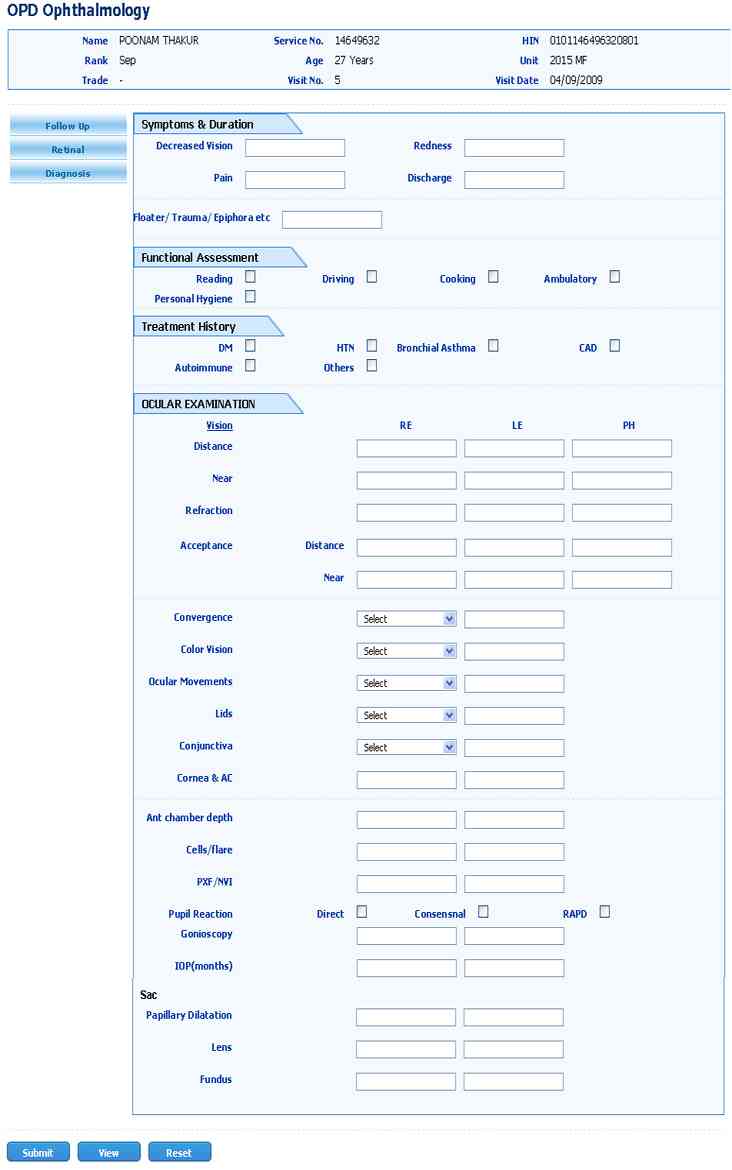 OPD Ophthalmology
Name POONAM THAKUR Service No. 14649632 HIN 0101146496320801
Rank Sep Age 27 Years Unit 2015 MF
Trade - Visit No. 5 Visit Date 04/09/2009
Follow Up
Retinal
Diagnosis
Symptoms & Duration
Decreased Vision Redness
Pain Discharge
Floater/ Trauma/ Epiphora etc
Functional Assessment
Reading Driving Cooking Ambulatory
Personal Hygiene
Treatment History
DM HTN Bronchial Asthma CAD
Autoimmune Others
OCULAR EXAMINATION
Vision RE LE PH
Distance
Near
Refraction
Acceptance Distance
Near
Convergence Select
Color Vision Select
Ocular Movements Select
Lids Select
Conjunctiva Select
Cornea & AC
Ant chamber depth
Cells/flare
PXF/NVI
Pupil Reaction Direct Consensnal RAPD
Gonioscopy
IOP(months)
Sac
Papillary Dilatation
Lens
Fundus
Submit View Reset